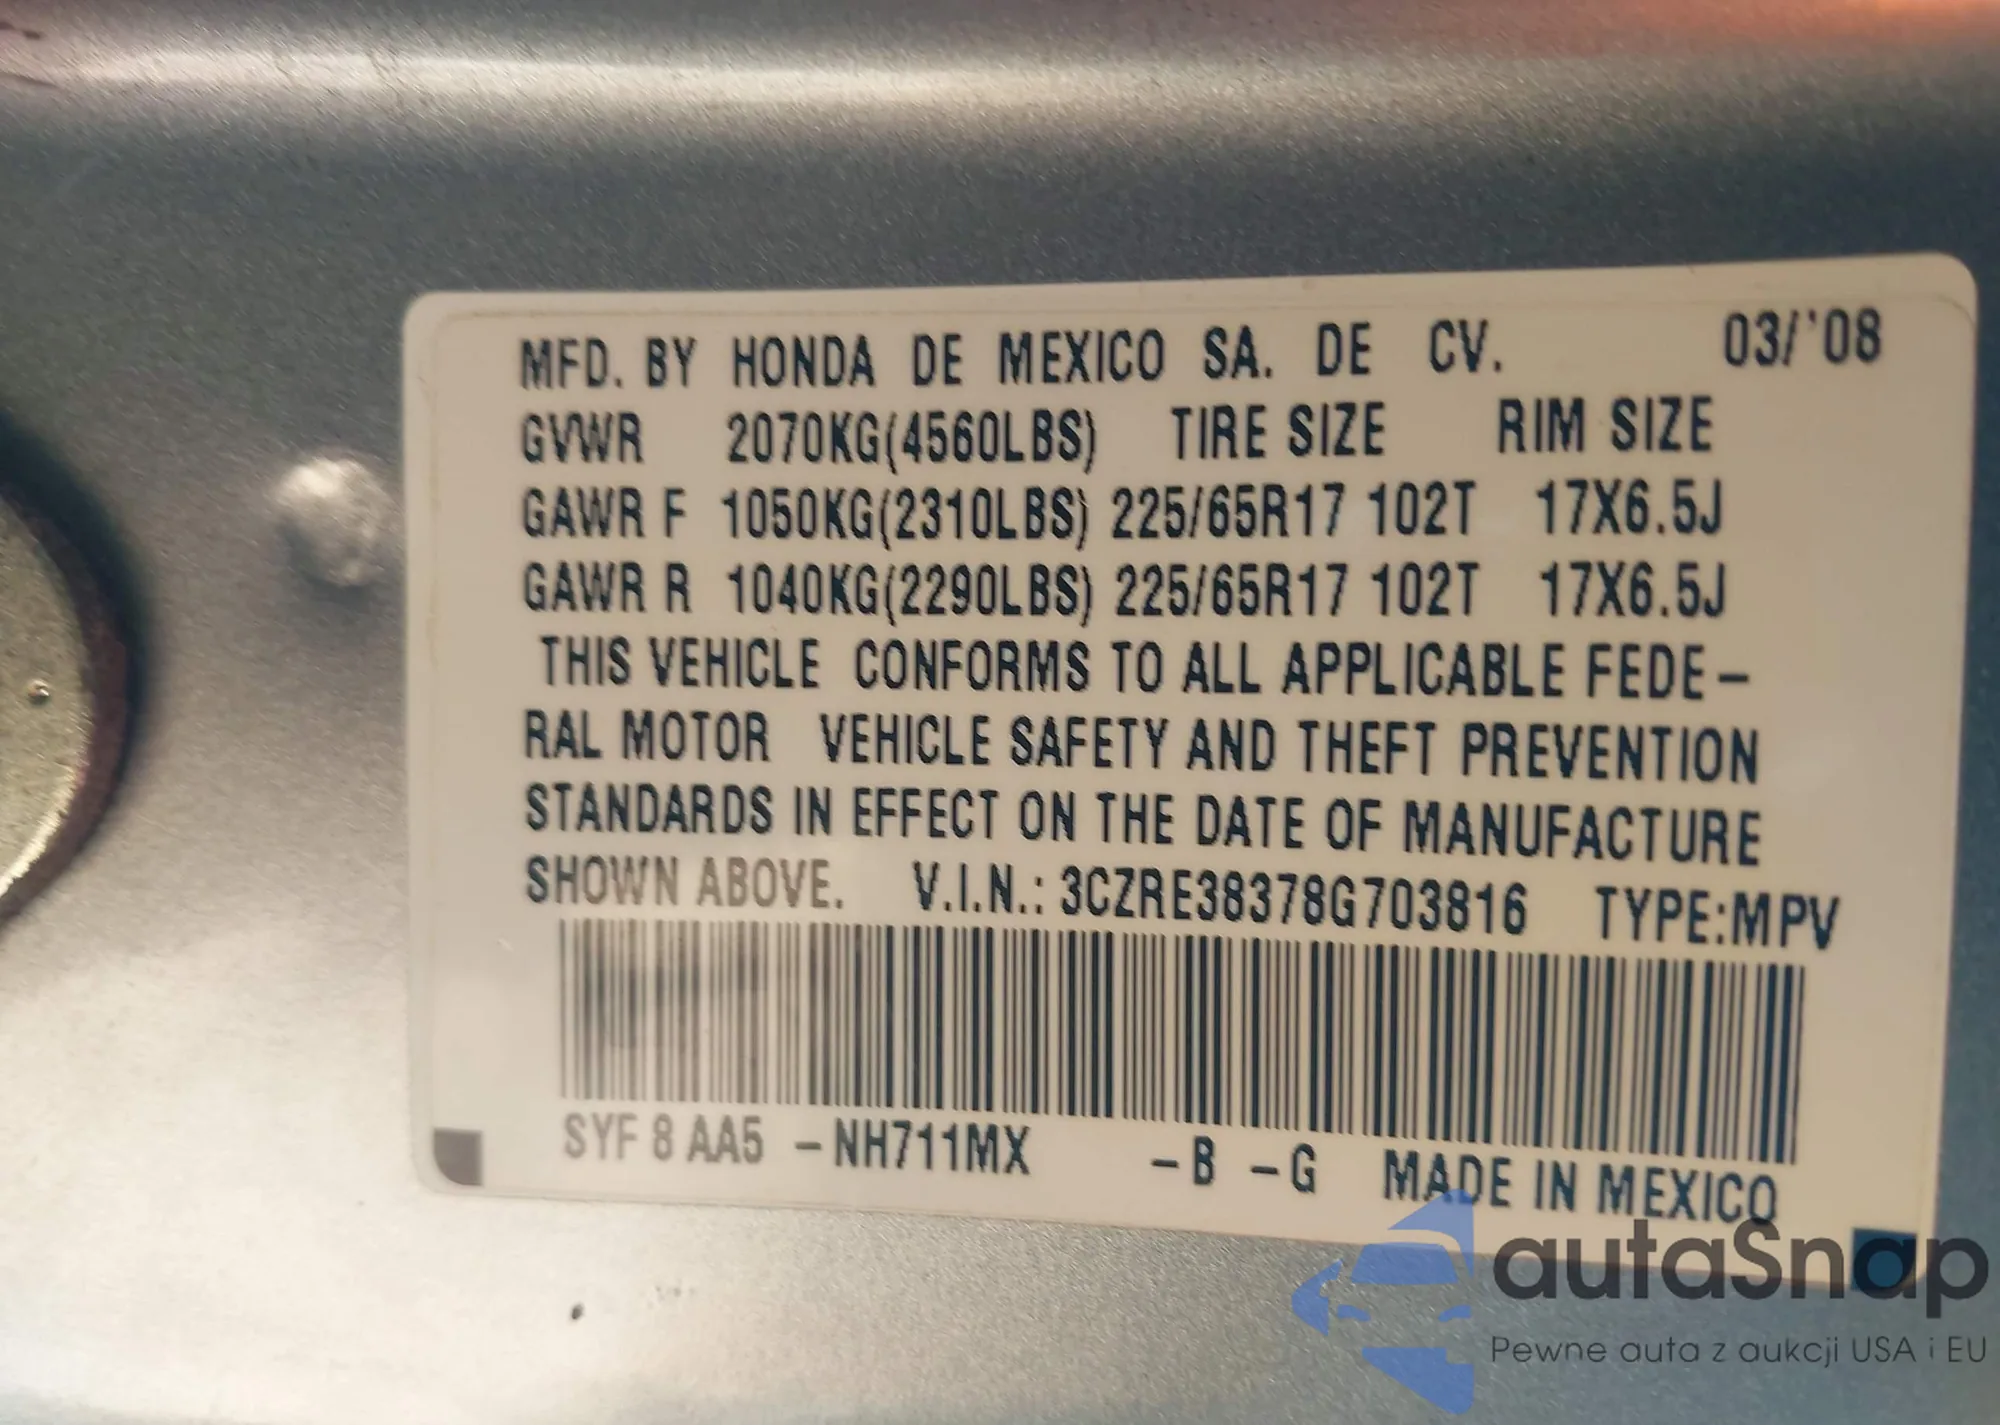 MFD. BY HONDA DE MEXICO SA. DE CV. 03/'08
GVWR 2070KG(4560LBS) TIRE SIZE RIM SIZE
GAWR F 1050KG(2310LBS) 225/65R17 102T 17X6.5J
GAWR R 1040KG(2290LBS) 225/65R17 102T 17X6.5J
THIS VEHICLE CONFORMS TO ALL APPLICABLE FEDE-
RAL MOTOR VEHICLE SAFETY AND THEFT PREVENTION
STANDARDS IN EFFECT ON THE DATE OF MANUFACTURE
SHOWN ABOVE. V.I.N.: 3CZRE38378G703816 TYPE:MPV
SYF 8 AA5 -NH711MX -B -G MADE IN MEXICO
autaSnap
Pewne auta z aukcji USA i EU